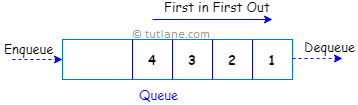 First in First Out
© tutlane.com
Enqueue
Dequeue
4 3 2 1
Queue